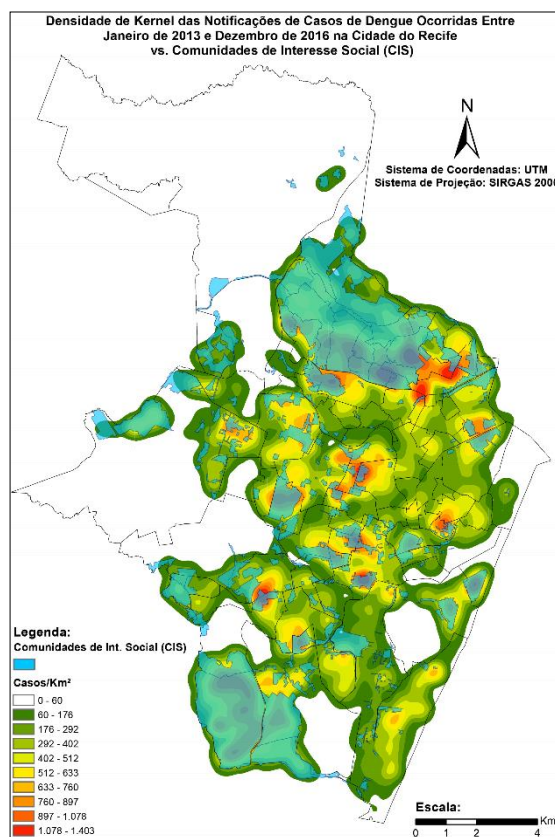 Densidade de Kernel das Notificações de Casos de Dengue Ocorridas Entre
Janeiro de 2013 e Dezembro de 2016 na Cidade do Recife
vs. Comunidades de Interesse Social (CIS)
N
Sistema de Coordenadas: UTM
Sistema de Projeção: SIRGAS 2000
Legenda:
Comunidades de Int. Social (CIS)
Casos/Km²
0 - 60
60 - 176
176 - 292
292 - 402
402 - 512
512 - 633
633 - 760
760 - 897
897 - 1.078
1.078 - 1.403
Escala:
Km
0 1 2 4